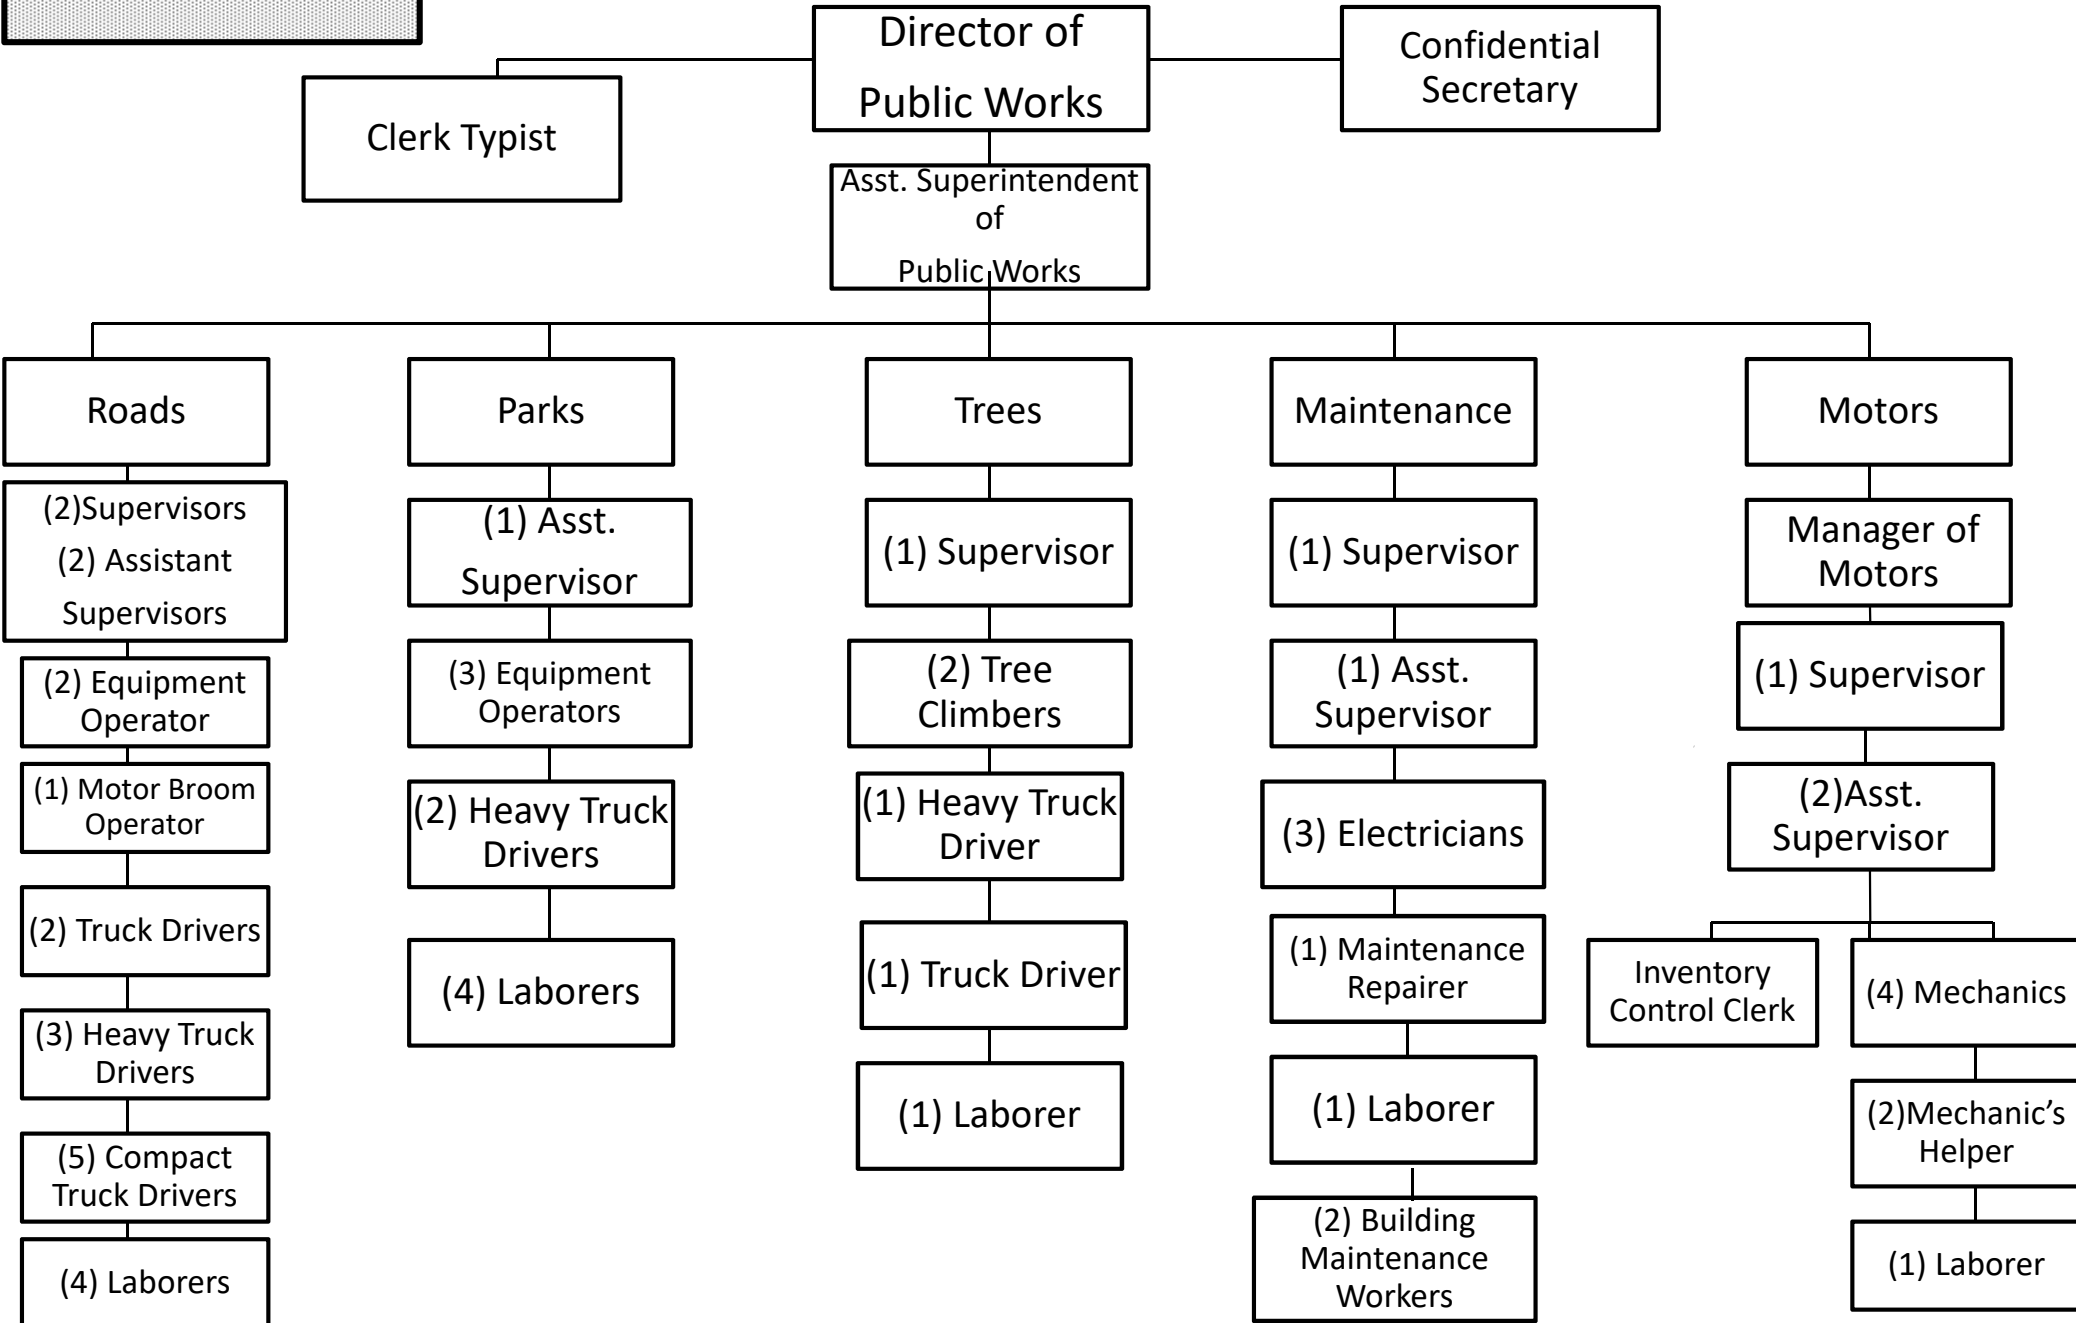 Director of
Public Works
Confidential
Secretary
Clerk Typist
Asst. Superintendent
of
Public Works
Roads
Parks
Trees
Maintenance
Motors
(2)Supervisors
(2) Assistant
Supervisors
(2) Equipment
Operator
(1) Motor Broom
Operator
(2) Truck Drivers
(3) Heavy Truck
Drivers
(5) Compact
Truck Drivers
(4) Laborers
(1) Asst.
Supervisor
(3) Equipment
Operators
(2) Heavy Truck
Drivers
(4) Laborers
(1) Supervisor
(2) Tree
Climbers
(1) Heavy Truck
Driver
(1) Truck Driver
(1) Laborer
(1) Supervisor
(1) Asst.
Supervisor
(3) Electricians
(1) Maintenance
Repairer
(1) Laborer
(2) Building
Maintenance
Workers
Manager of
Motors
(1) Supervisor
(2)Asst.
Supervisor
Inventory
Control Clerk
(4) Mechanics
(2)Mechanic’s
Helper
(1) Laborer